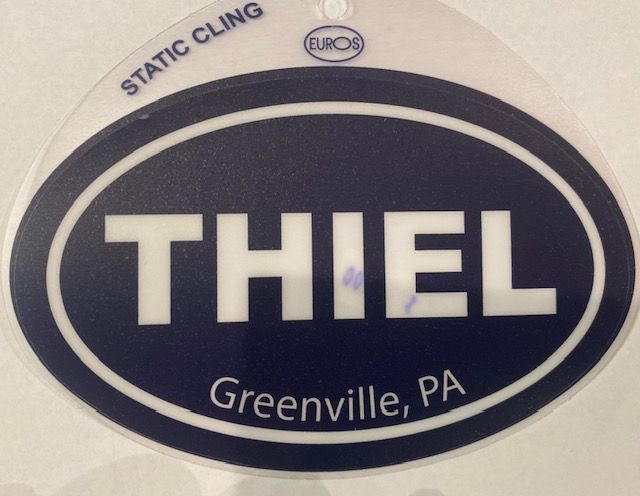 STATIC CLING
EUROS
THIEL
Greenville, PA